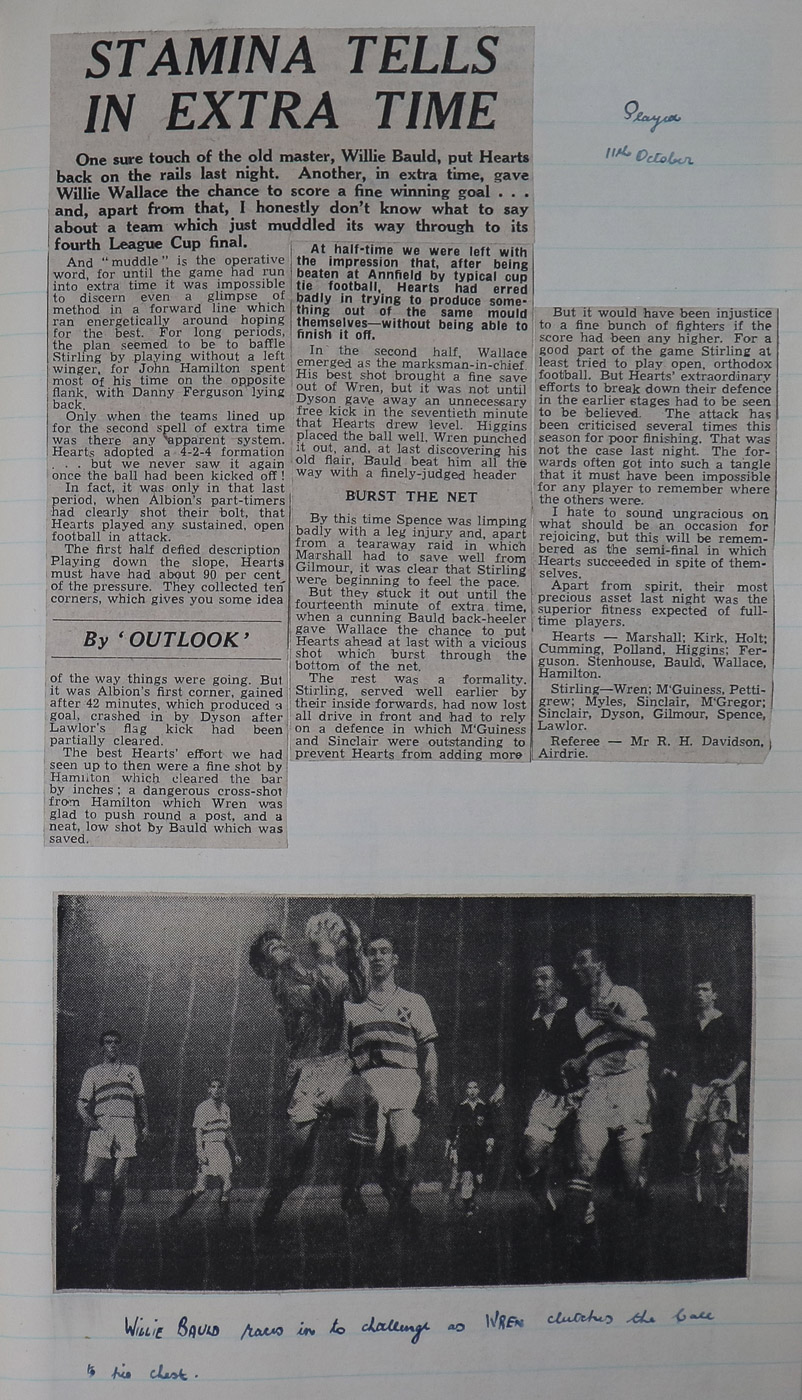 STAMINA TELLS
IN EXTRA TIME
Played
11th October
One sure touch of the old master, Willie Bauld, put Hearts
back on the rails last night. Another, in extra time, gave
Willie Wallace the chance to score a fine winning goal . . .
and, apart from that, I honestly don't know what to say
about a team which just muddled its way through to its
fourth League Cup final.
And "muddle" is the operative
word, for until the game had run
into extra time it was impossible
to discern even a glimpse of
method in a forward line which
ran energetically around hoping
for the best. For long periods,
the plan seemed to be to baffle
Stirling by playing without a left
winger, for John Hamilton spent
most of his time on the opposite
flank, with Danny Ferguson lying
back.
Only when the teams lined up
for the second spell of extra time
was there any apparent system.
Hearts adopted a 4-2-4 formation
. . . but we never saw it again
once the ball had been kicked off!
In fact, it was only in that last
period, when Albion's part-timers
had clearly shot their bolt, that
Hearts played any sustained, open
football in attack.
The first half defied description
Playing down the slope, Hearts
must have had about 90 per cent
of the pressure. They collected ten
corners, which gives you some idea
By 'OUTLOOK'
of the way things were going. But
it was Albion's first corner, gained
after 42 minutes, which produced a
goal, crashed in by Dyson after
Lawlor's flag kick had been
partially cleared.
The best Hearts' effort we had
seen up to then were a fine shot by
Hamilton which cleared the bar
by inches; a dangerous cross-shot
from Hamilton which Wren was
glad to push round a post, and a
neat, low shot by Bauld which was
saved.
At half-time we were left with
the impression that, after being
beaten at Annfield by typical cup
tie football, Hearts had erred
badly in trying to produce some-
thing out of the same mould
themselves—without being able to
finish it off.
In the second half, Wallace
emerged as the marksman-in-chief
His best shot brought a fine save
out of Wren, but it was not until
Dyson gave away an unnecessary
free kick in the seventieth minute
that Hearts drew level. Higgins
placed the ball well, Wren punched
it out, and, at last discovering his
old flair, Bauld beat him all the
way with a finely-judged header
BURST THE NET
By this time Spence was limping
badly with a leg injury and, apart
from a tearaway raid in which
Marshall had to save well from
Gilmour, it was clear that Stirling
were beginning to feel the pace.
But they stuck it out until the
fourteenth minute of extra time,
when a cunning Bauld back-heeler
gave Wallace the chance to put
Hearts ahead at last with a vicious
shot which burst through the
bottom of the net.
The rest was a formality.
Stirling, served well earlier by
their inside forwards, had now lost
all drive in front and had to rely
on a defence in which M'Guiness
and Sinclair were outstanding to
prevent Hearts from adding more
But it would have been injustice
to a fine bunch of fighters if the
score had been any higher. For a
good part of the game Stirling at
least tried to play open, orthodox
football. But Hearts' extraordinary
efforts to break down their defence
in the earlier stages had to be seen
to be believed. The attack has
been criticised several times this
season for poor finishing. That was
not the case last night. The for-
wards often got into such a tangle
that it must have been impossible
for any player to remember where
the others were.
I hate to sound ungracious on
what should be an occasion for
rejoicing, but this will be remem-
bered as the semi-final in which
Hearts succeeded in spite of them-
selves.
Apart from spirit, their most
precious asset last night was the
superior fitness expected of full-
time players.
Hearts — Marshall; Kirk, Holt;
Cumming, Polland, Higgins; Fer-
guson, Stenhouse, Bauld, Wallace,
Hamilton.
Stirling—Wren; M'Guiness, Petti-
grew; Myles, Sinclair, M'Gregor;
Sinclair, Dyson, Gilmour, Spence,
Lawlor.
Referee — Mr R. H. Davidson,
Airdrie.
WILLIE BAULD races in to challenge as WREN clutches the ball
to his chest.